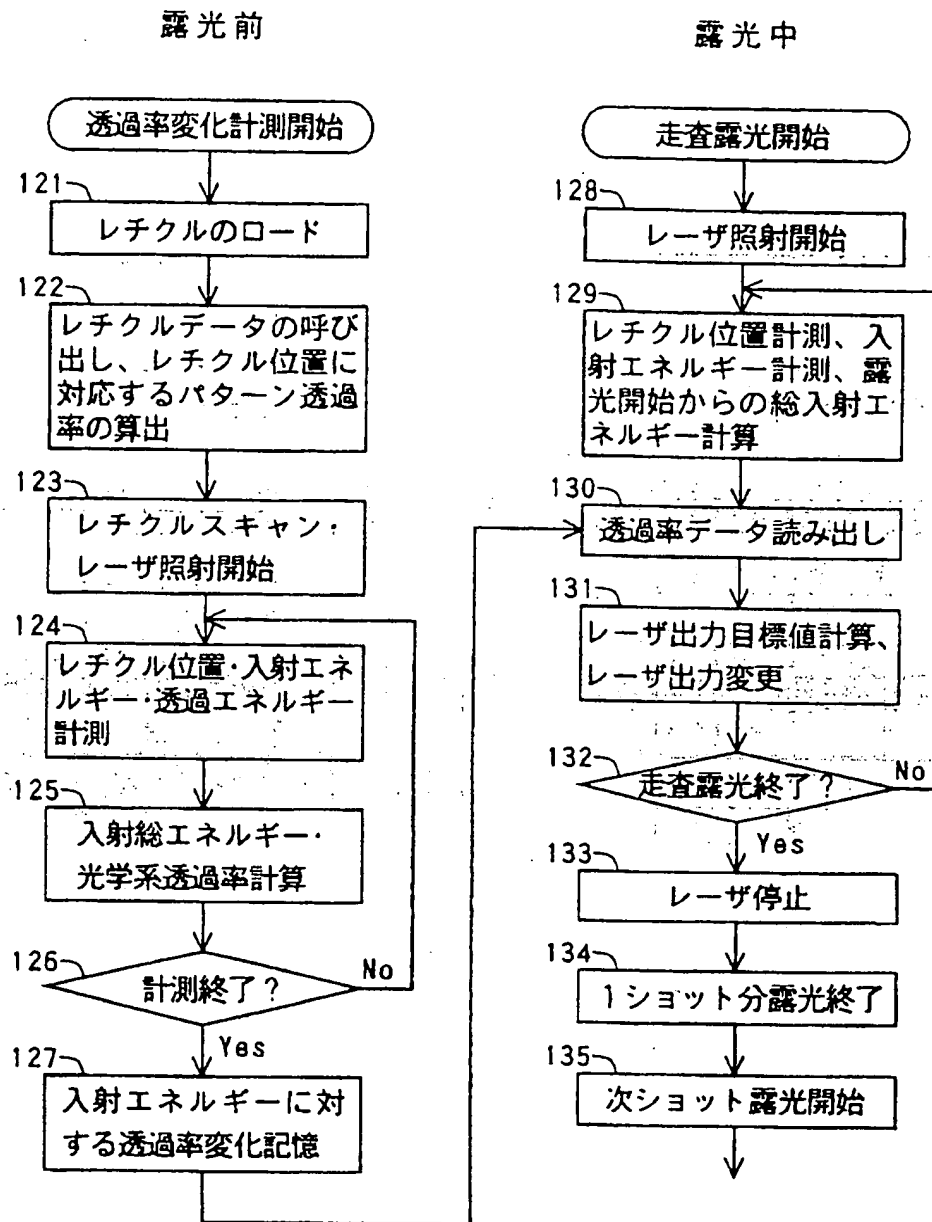 露光前
透過率変化計測開始
121
レチクルのロード
122
レチクルデータの呼び
出し、レチクル位置に
対応するパターン透過
率の算出
123
レチクルスキャン・
レーザ照射開始
124
レチクル位置・入射エネ
ルギー・透過エネルギー
計測
125
入射総エネルギー・
光学系透過率計算
126
計測終了?
No
Yes
127
入射エネルギーに対
する透過率変化記憶
露光中
走査露光開始
128
レーザ照射開始
129
レチクル位置計測、入
射エネルギー計測、露
光開始からの総入射エ
ネルギー計算
130
透過率データ読み出し
131
レーザ出力目標値計算、
レーザ出力変更
132
走査露光終了?
No
Yes
133
レーザ停止
134
1ショット分露光終了
135
次ショット露光開始